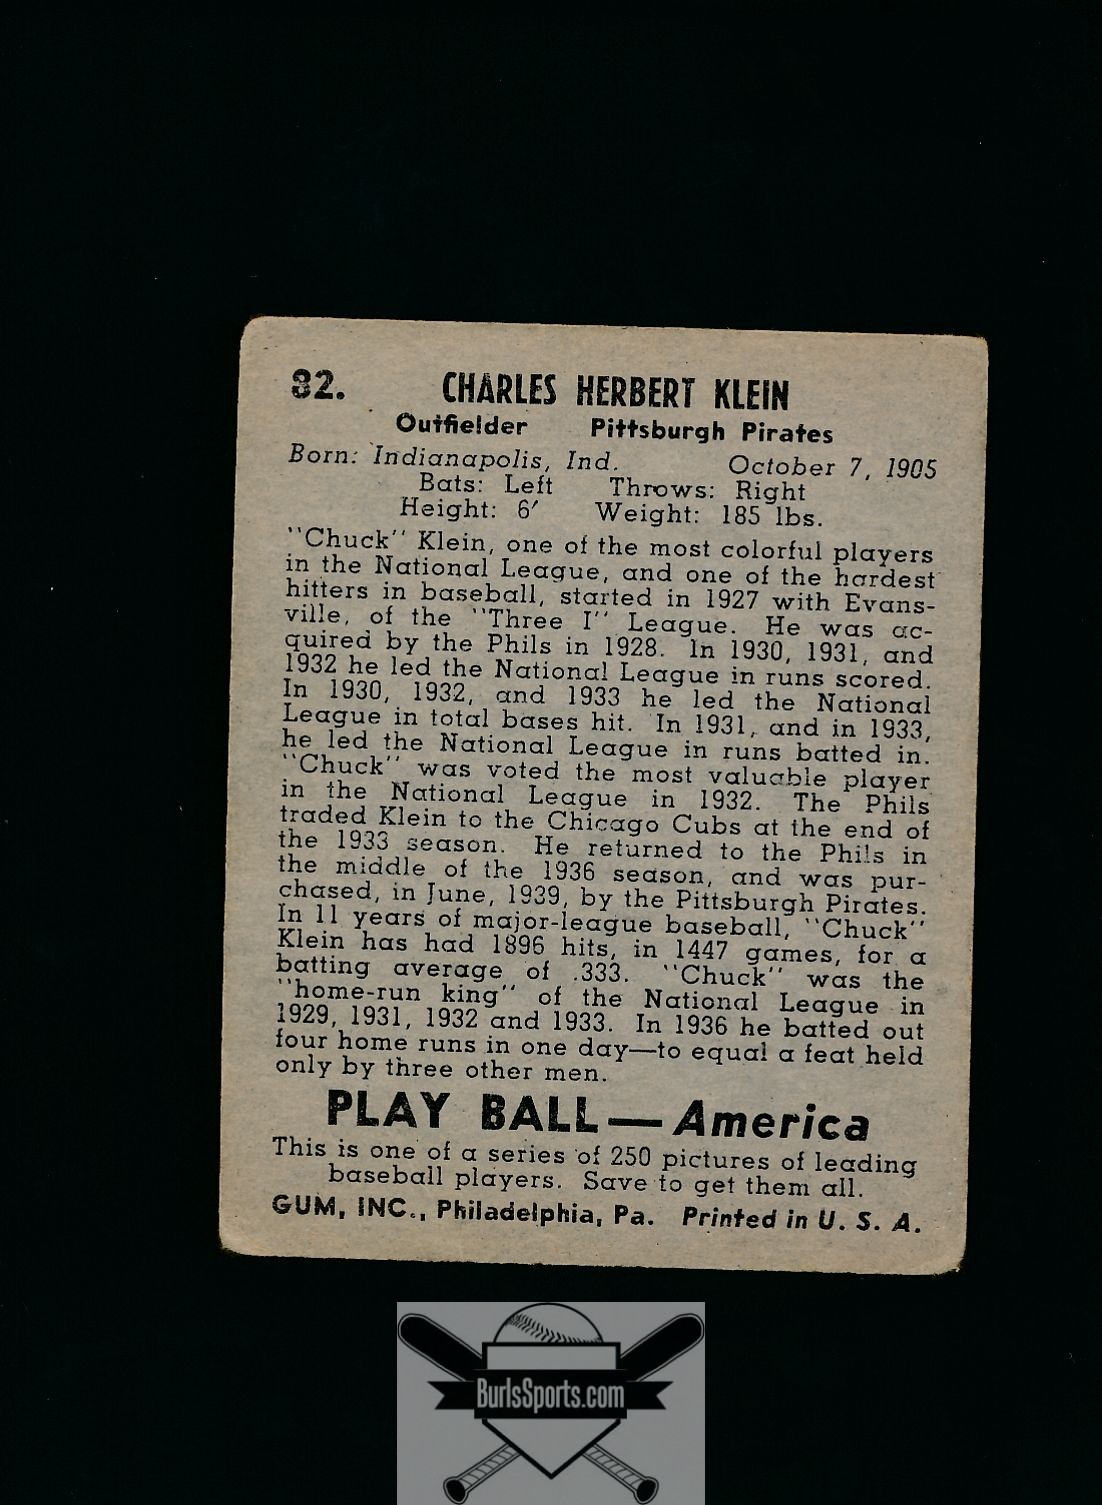 82. CHARLES HERBERT KLEIN
Outfielder Pittsburgh Pirates
Born: Indianapolis, Ind. October 7, 1905
Bats: Left Throws: Right
Height: 6′ Weight: 185 lbs.
"Chuck" Klein, one of the most colorful players
in the National League, and one of the hardest
hitters in baseball, started in 1927 with Evans-
ville, of the "Three I" League. He was ac-
quired by the Phils in 1928. In 1930, 1931, and
1932 he led the National League in runs scored.
In 1930, 1932, and 1933 he led the National
League in total bases hit. In 1931, and in 1933,
he led the National League in runs batted in.
"Chuck" was voted the most valuable player
in the National League in 1932. The Phils
traded Klein to the Chicago Cubs at the end of
the 1933 season. He returned to the Phils in
the middle of the 1936 season, and was pur-
chased, in June, 1939, by the Pittsburgh Pirates.
In 11 years of major-league baseball, "Chuck"
Klein has had 1896 hits, in 1447 games, for a
batting average of .333. "Chuck" was the
"home-run king" of the National League in
1929, 1931, 1932 and 1933. In 1936 he batted out
four home runs in one day—to equal a feat held
only by three other men.
PLAY BALL — America
This is one of a series of 250 pictures of leading
baseball players. Save to get them all.
GUM, INC., Philadelphia, Pa. Printed in U. S. A.
BurlsSports.com